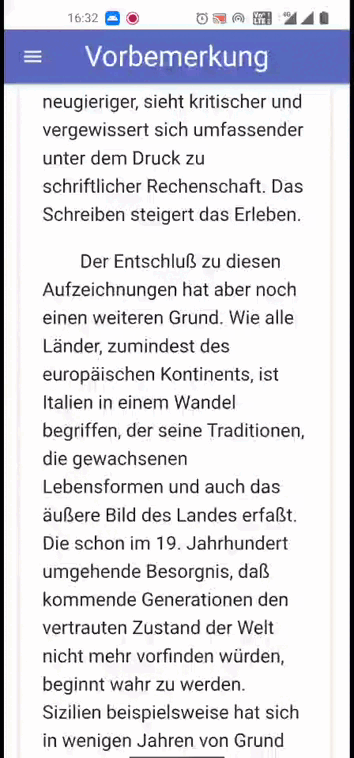 16:32
Vorbemerkung
neugieriger, sieht kritischer und
vergewissert sich umfassender
unter dem Druck zu
schriftlicher Rechenschaft. Das
Schreiben steigert das Erleben.
Der Entschluß zu diesen
Aufzeichnungen hat aber noch
einen weiteren Grund. Wie alle
Länder, zumindest des
europäischen Kontinents, ist
Italien in einem Wandel
begriffen, der seine Traditionen,
die gewachsenen
Lebensformen und auch das
äußere Bild des Landes erfaßt.
Die schon im 19. Jahrhundert
umgehende Besorgnis, daß
kommende Generationen den
vertrauten Zustand der Welt
nicht mehr vorfinden würden,
beginnt wahr zu werden.
Sizilien beispielsweise hat sich
in wenigen Jahren von Grund